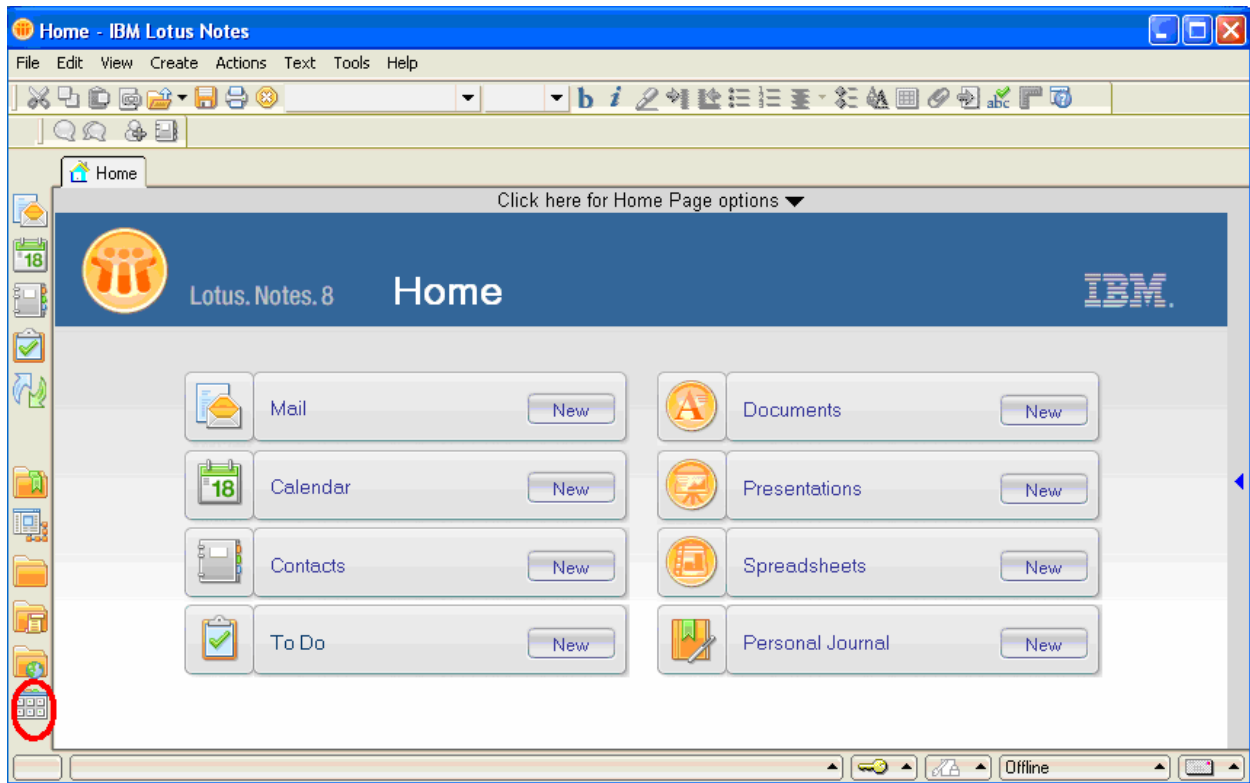 Home - IBM Lotus Notes
File Edit View Create Actions Text Tools Help
b i abc
Home
Click here for Home Page options
18
Lotus. Notes. 8 Home IBM.
Mail New
A Documents New
18 Calendar New
Presentations New
Contacts New
Spreadsheets New
To Do New
Personal Journal New
Offline